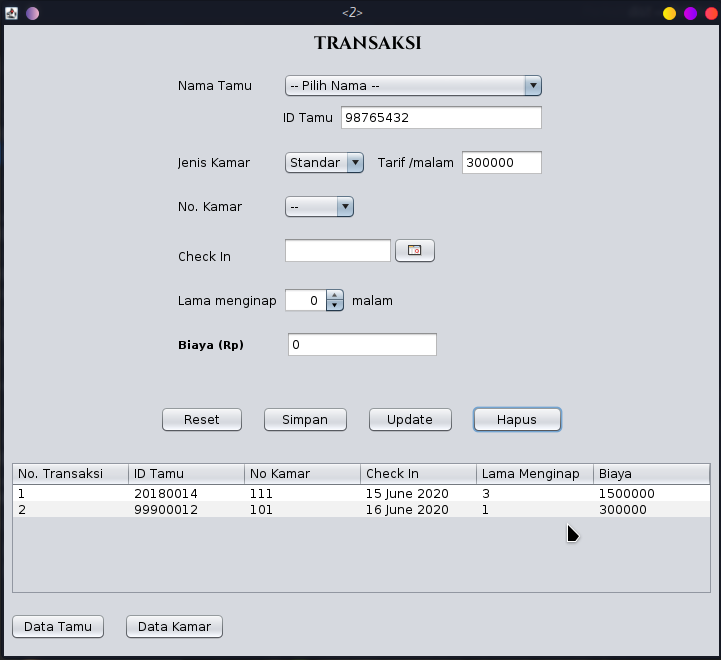 <2>
TRANSAKSI
Nama Tamu -- Pilih Nama --
ID Tamu 98765432
Jenis Kamar Standar Tarif /malam 300000
No. Kamar --
Check In
Lama menginap 0 malam
Biaya (Rp) 0
Reset Simpan Update Hapus
No. Transaksi ID Tamu No Kamar Check In Lama Menginap Biaya
1 20180014 111 15 June 2020 3 1500000
2 99900012 101 16 June 2020 1 300000
Data Tamu Data Kamar